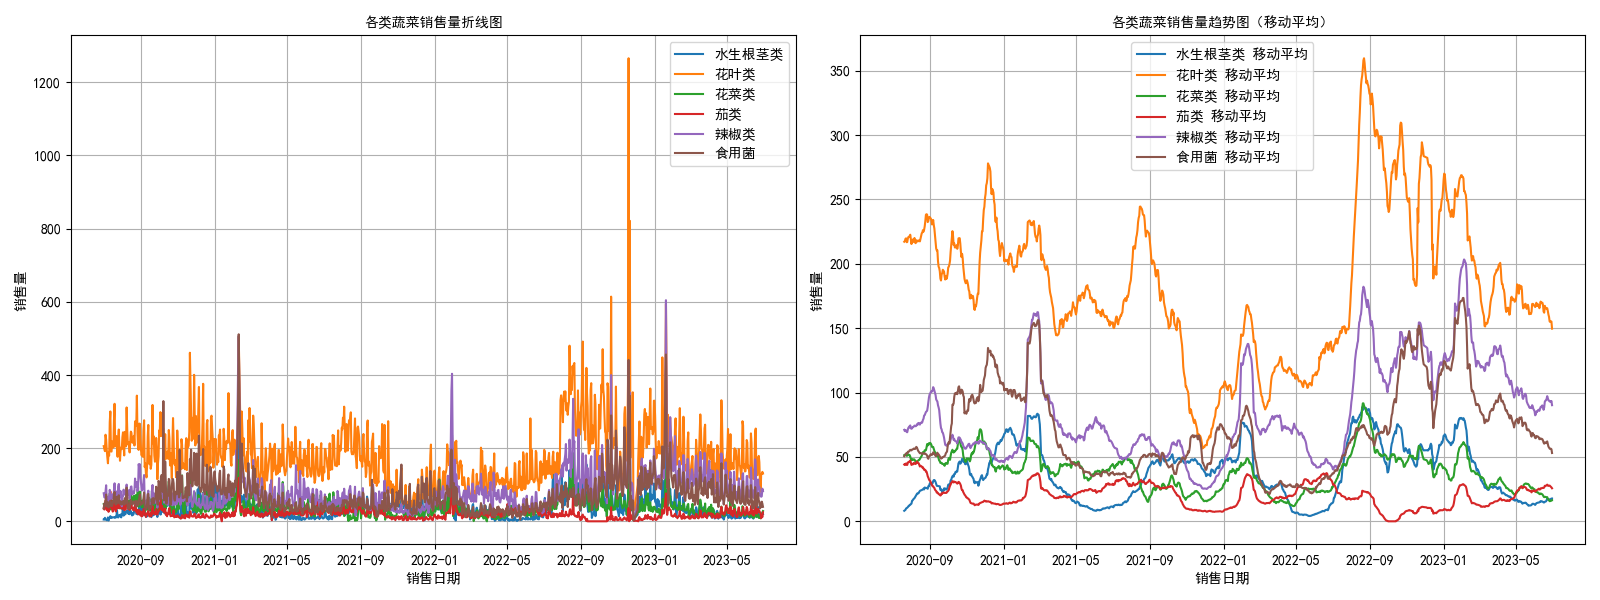 各类蔬菜销售量折线图
销售量
1200
1000
800
600
400
200
0
水生根茎类
花叶类
花菜类
茄类
辣椒类
食用菌
2020-09
2021-01
2021-05
2021-09
2022-01
2022-05
2022-09
2023-01
2023-05
销售日期
各类蔬菜销售量趋势图（移动平均）
销售量
350
300
250
200
150
100
50
0
水生根茎类 移动平均
花叶类 移动平均
花菜类 移动平均
茄类 移动平均
辣椒类 移动平均
食用菌 移动平均
2020-09
2021-01
2021-05
2021-09
2022-01
2022-05
2022-09
2023-01
2023-05
销售日期